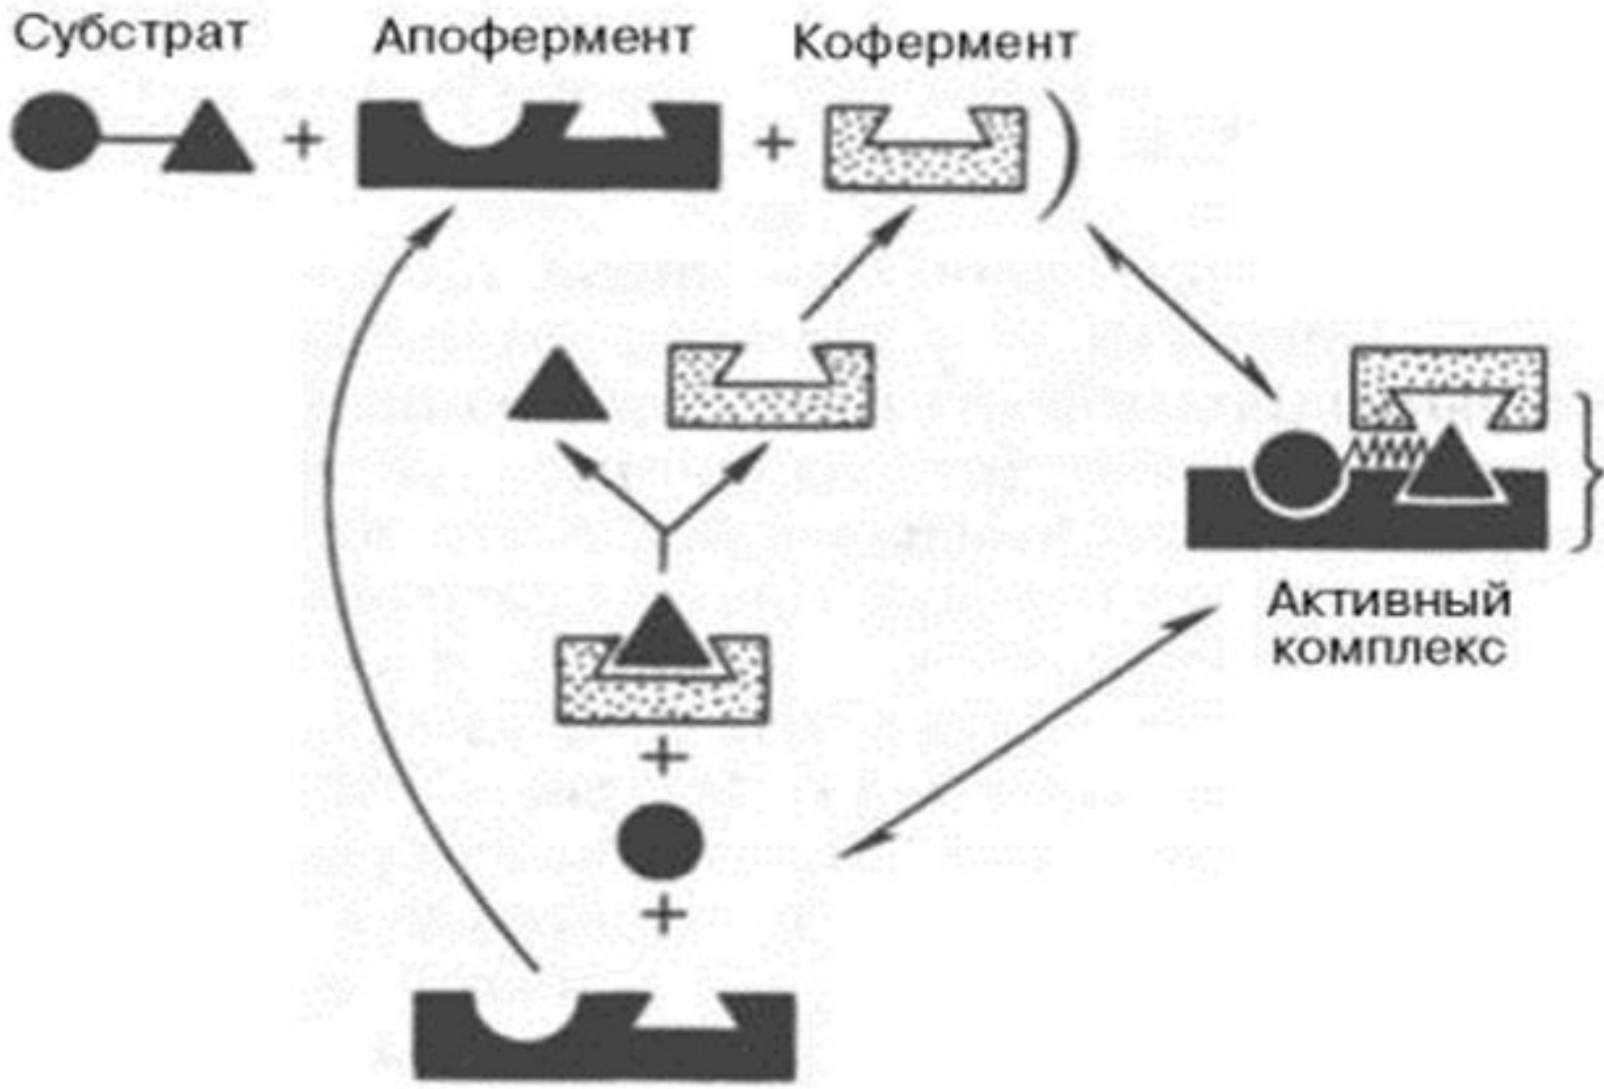 Субстрат
Апофермент
Кофермент
+
+
)
}
Активный
комплекс
+
+